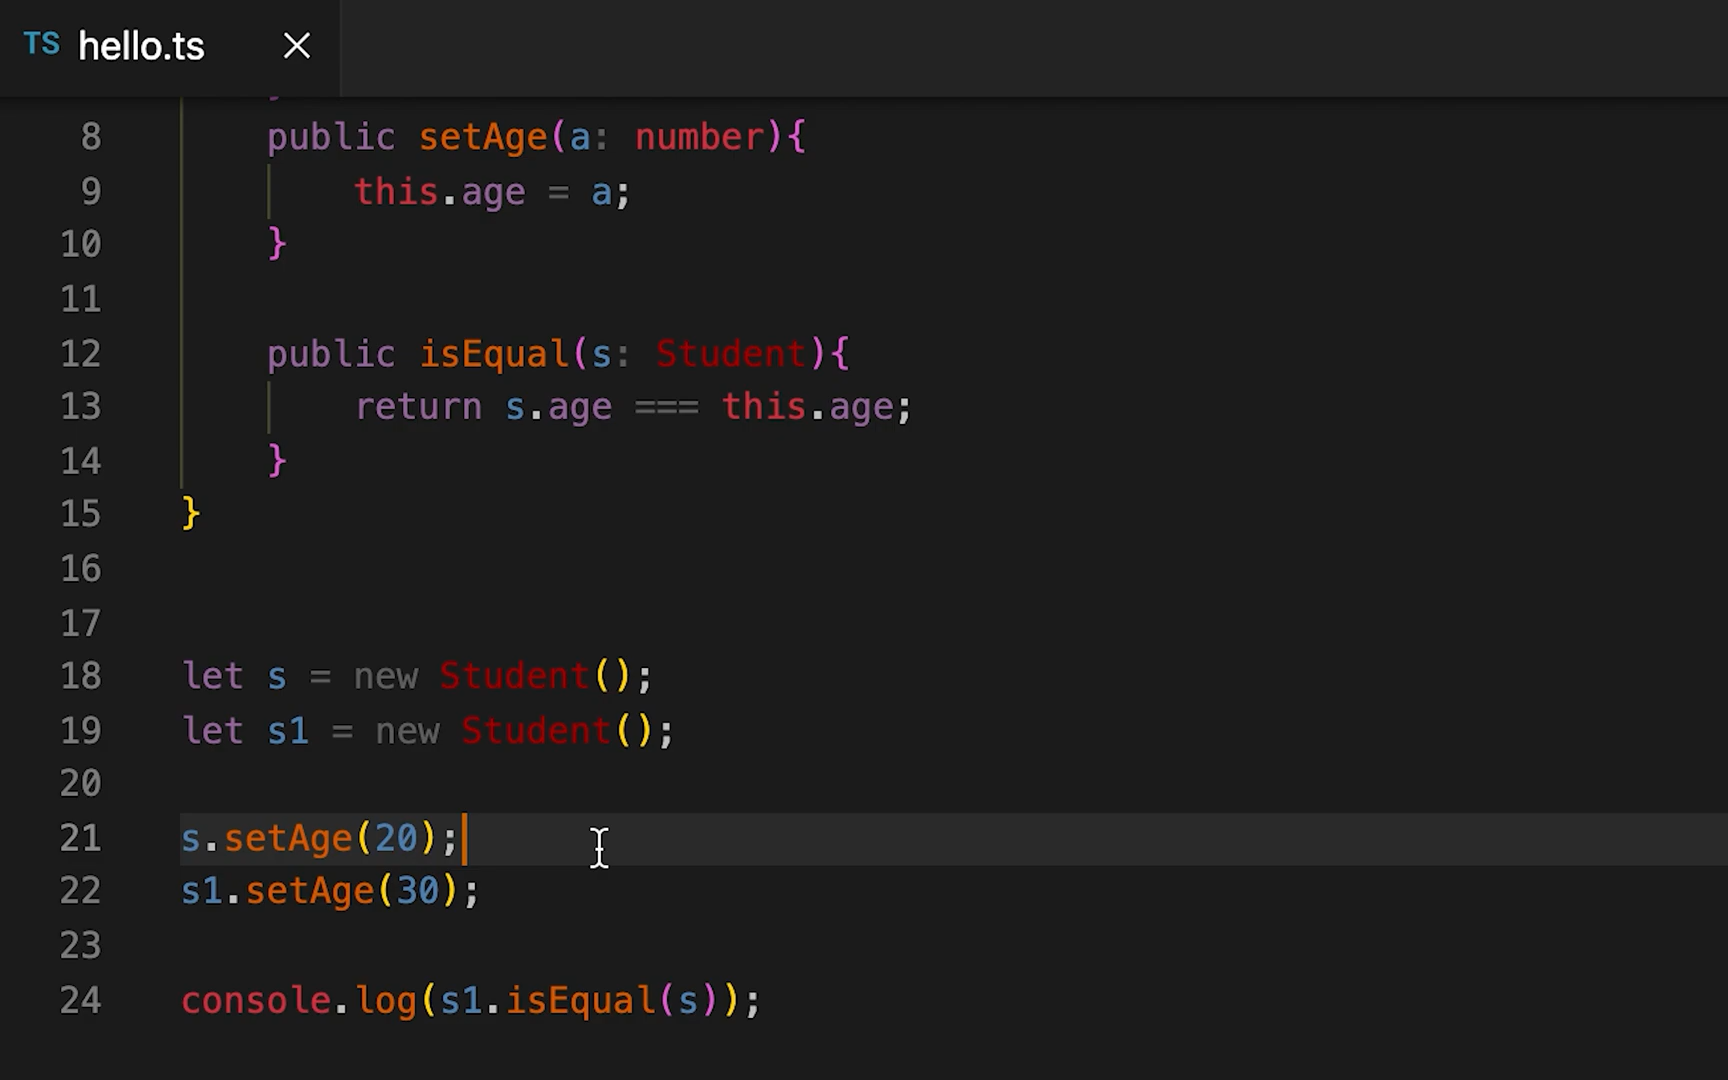 TS hello.ts
8 public setAge(a: number){
9 this.age = a;
10 }
11
12 public isEqual(s: Student){
13 return s.age === this.age;
14 }
15 }
16
17
18 let s = new Student();
19 let s1 = new Student();
20
21 s.setAge(20);
22 s1.setAge(30);
23
24 console.log(s1.isEqual(s));